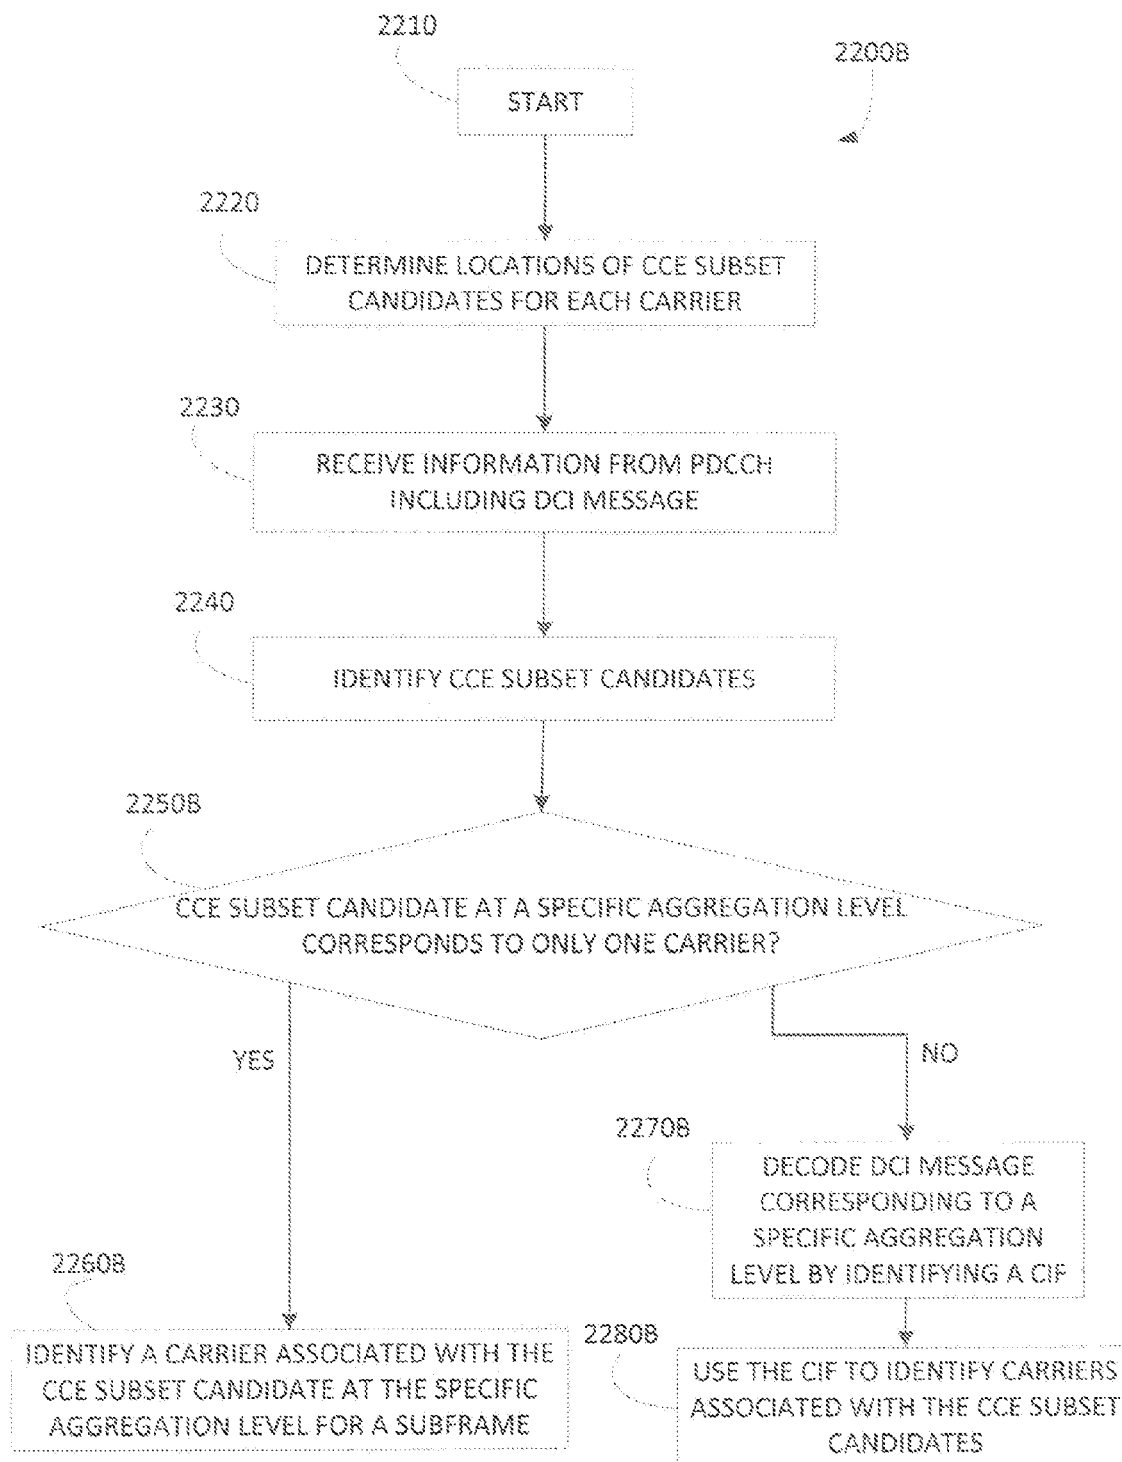 2210
2200B
START
2220
DETERMINE LOCATIONS OF CCE SUBSET
CANDIDATES FOR EACH CARRIER
2230
RECEIVE INFORMATION FROM PDCCH
INCLUDING DCI MESSAGE
2240
IDENTIFY CCE SUBSET CANDIDATES
2250B
CCE SUBSET CANDIDATE AT A SPECIFIC AGGREGATION LEVEL
CORRESPONDS TO ONLY ONE CARRIER?
YES
NO
2270B
DECODE DCI MESSAGE
CORRESPONDING TO A
SPECIFIC AGGREGATION
LEVEL BY IDENTIFYING A CIF
2260B
IDENTIFY A CARRIER ASSOCIATED WITH THE
CCE SUBSET CANDIDATE AT THE SPECIFIC
AGGREGATION LEVEL FOR A SUBFRAME
2280B
USE THE CIF TO IDENTIFY CARRIERS
ASSOCIATED WITH THE CCE SUBSET
CANDIDATES